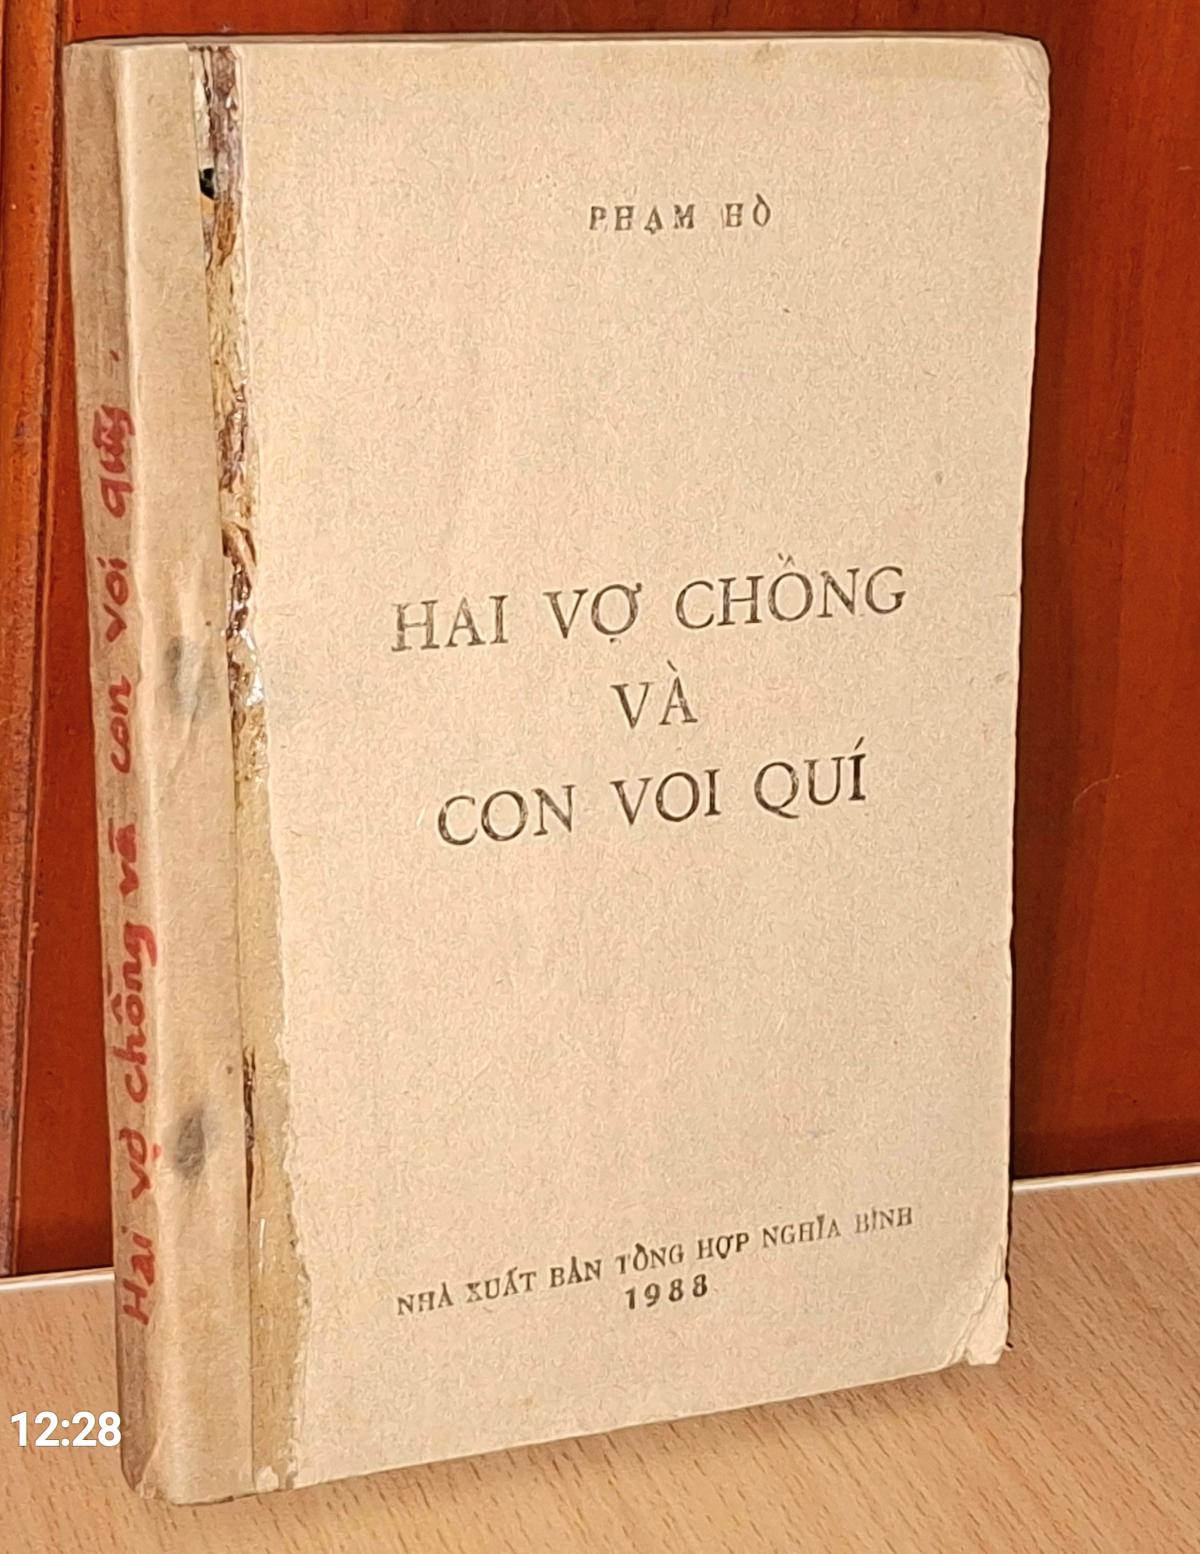 PHẠM HÒ
HAI VỢ CHỒNG
VÀ
CON VOI QUÍ
NHÀ XUẤT BẢN TỔNG HỢP NGHĨA BÌNH
1988
Hai vợ chồng và con voi quý
12:28